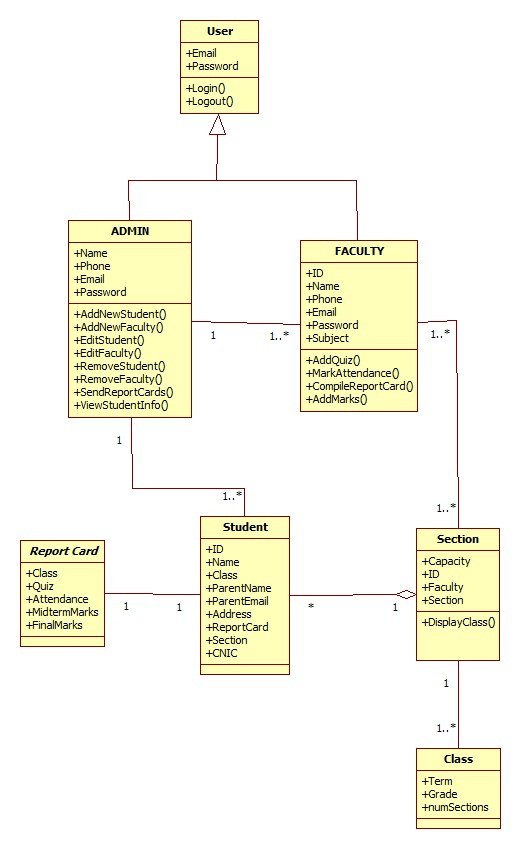 User
+Email
+Password
+Login()
+Logout()
ADMIN
+Name
+Phone
+Email
+Password
+AddNewStudent()
+AddNewFaculty()
+EditStudent()
+EditFaculty()
+RemoveStudent()
+RemoveFaculty()
+SendReportCards()
+ViewStudentInfo()
FACULTY
+ID
+Name
+Phone
+Email
+Password
+Subject
+AddQuiz()
+MarkAttendance()
+CompileReportCard()
+AddMarks()
1
1..*
1..*
1..*
1
1..*
Report Card
+Class
+Quiz
+Attendance
+MidtermMarks
+FinalMarks
1
1
Student
+ID
+Name
+Class
+ParentName
+ParentEmail
+Address
+ReportCard
+Section
+CNIC
*
1
Section
+Capacity
+ID
+Faculty
+Section
+DisplayClass()
1
1..*
Class
+Term
+Grade
+numSections